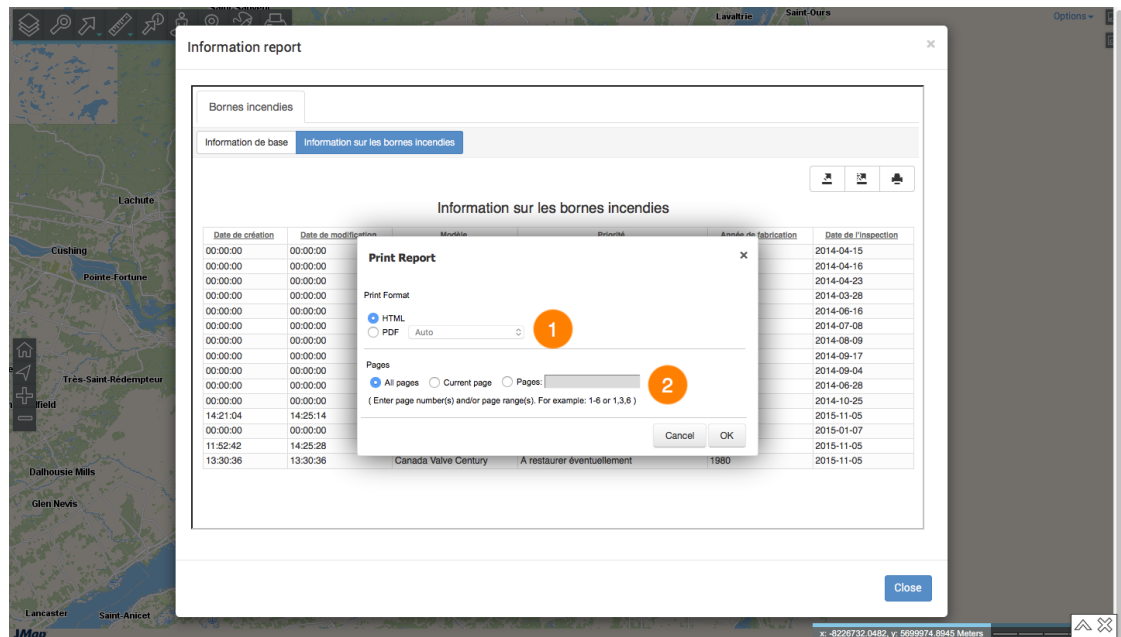 Lavaltrie
Saint-Ours
Options
Information report
×
Bornes incendies
Information de base
Information sur les bornes incendies
Lachute
Information sur les bornes incendies
Date de création Date de modification Modèle Priorité Année de fabrication Date de l'inspection
00:00:00 00:00:00 2014-04-15
00:00:00 00:00:00 2014-04-16
00:00:00 00:00:00 2014-04-23
00:00:00 00:00:00 2014-03-28
00:00:00 00:00:00 2014-06-16
00:00:00 00:00:00 2014-07-08
00:00:00 00:00:00 2014-08-09
00:00:00 00:00:00 2014-09-17
00:00:00 00:00:00 2014-09-04
00:00:00 00:00:00 2014-06-28
00:00:00 00:00:00 2014-10-25
14:21:04 14:25:14 2015-11-05
00:00:00 00:00:00 2015-01-07
11:52:42 14:25:28 2015-11-05
13:30:36 13:30:36 Canada Valve Century À restaurer éventuellement 1980 2015-11-05
Print Report
×
Print Format
HTML
PDF Auto
1
Pages
All pages Current page Pages:
2
( Enter page number(s) and/or page range(s). For example: 1-6 or 1,3,6 )
Cancel OK
Cushing
Pointe-Fortune
Très-Saint-Rédempteur
field
Dalhousie Mills
Glen Nevis
Close
Lancaster
Saint-Anicet
JMap
x: -8226732.0482, y: 5699974.8945 Meters